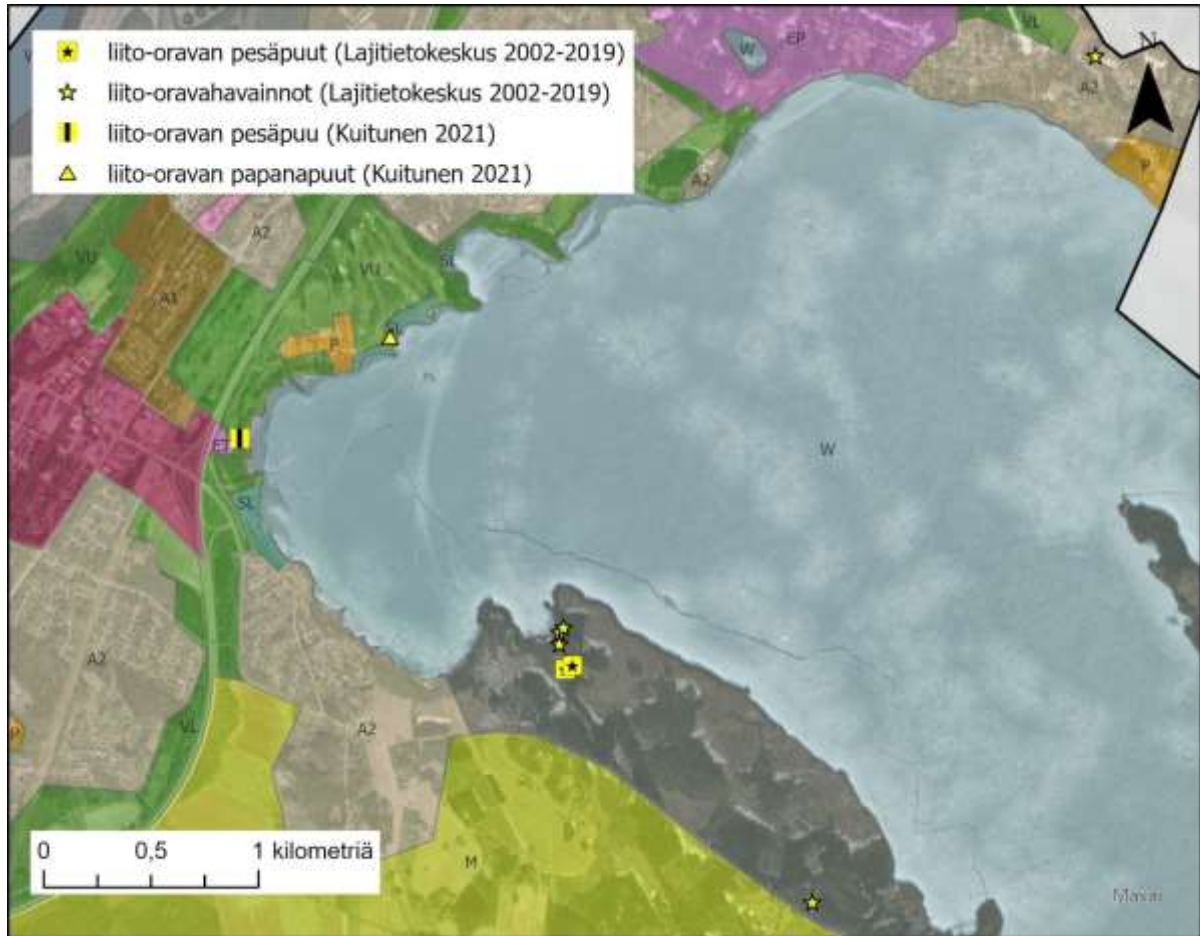 liito-oravan pesäpuut (Lajitietokeskus 2002-2019)
liito-oravahavainnot (Lajitietokeskus 2002-2019)
liito-oravan pesäpuu (Kuitunen 2021)
liito-oravan papanapuut (Kuitunen 2021)
VL
N
W
EP
A2
P
A2
A2
VU
VU
SL
A1
P
W
C
ET
SL
A2
A2
VL
P
M
0 0,5 1 kilometriä